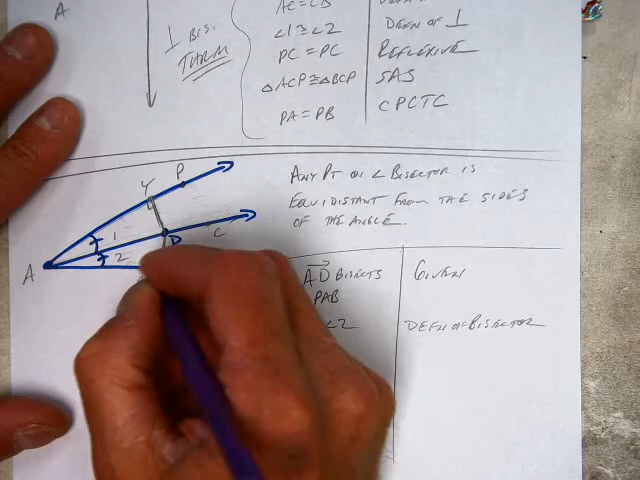 A
⊥ BIS.
THRM
AC = CB
∠1 ≅ ∠2
DEFN OF ⊥
PC = PC
REFLEXIVE
△ACP ≅ △BCP
SAS
PA = PB
CPCTC
ANY PT ON ∠ BISECTOR IS
EQUIDISTANT FROM THE SIDES
OF THE ANGLE.
A
Y
P
1
2
D
C
AD BISECTS
GIVEN
PAB
∠2
DEFN OF BISECTOR